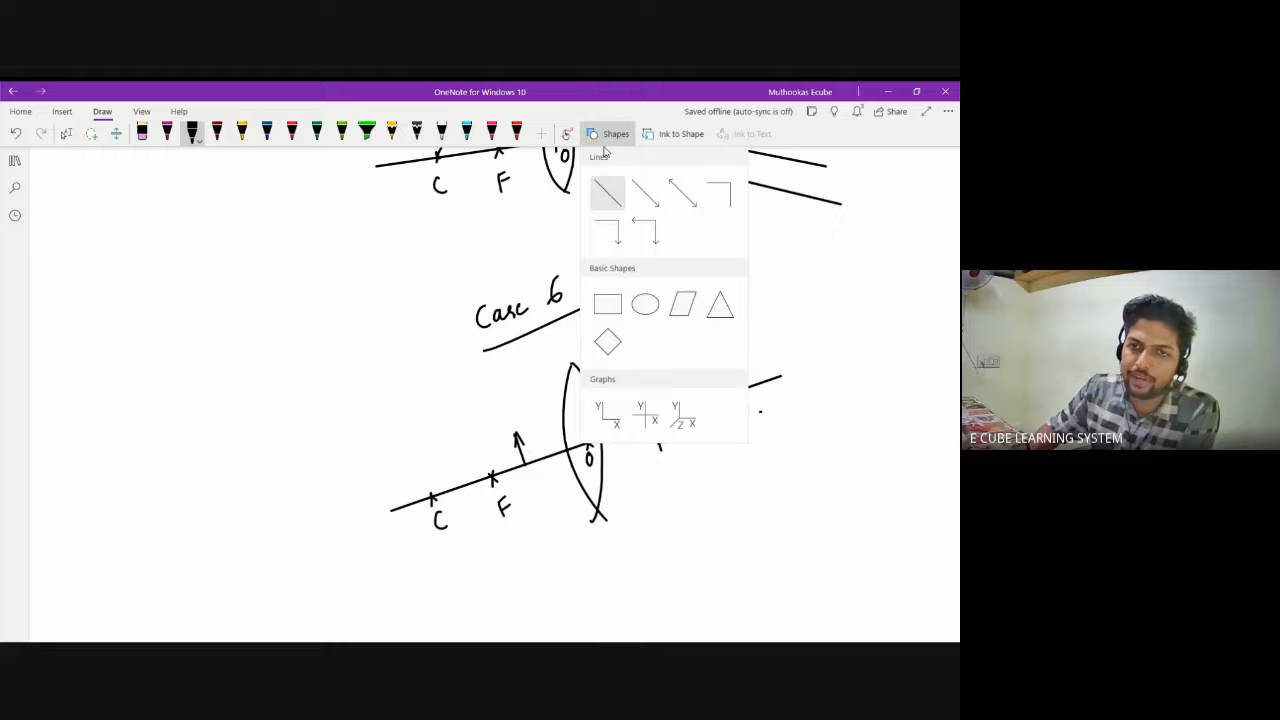 OneNote for Windows 10
Muthookas Ecube
Home Insert Draw View Help
Saved offline (auto-sync is off)
Share
Shapes
Ink to Shape
Ink to Text
Lines
O
C F
Basic Shapes
Case 6
Graphs
Y X
Y X
Y Z X
O
C F
E CUBE LEARNING SYSTEM